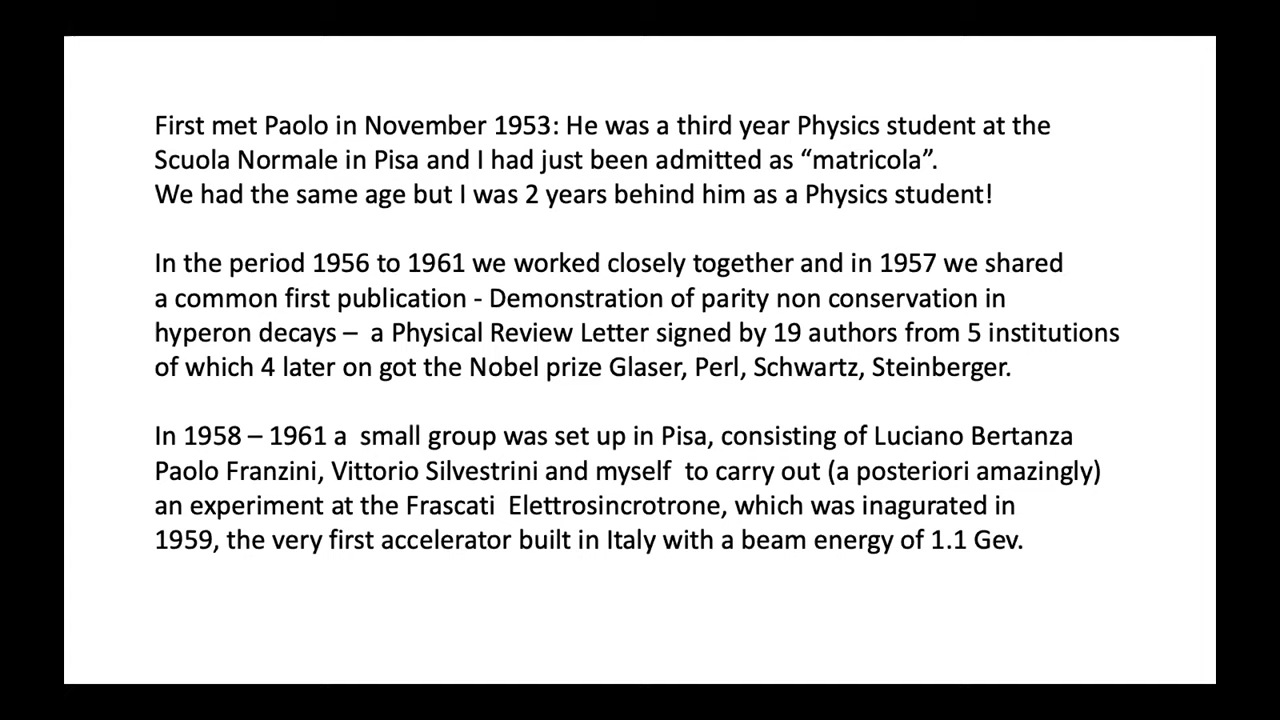 First met Paolo in November 1953: He was a third year Physics student at the
Scuola Normale in Pisa and I had just been admitted as “matricola”.
We had the same age but I was 2 years behind him as a Physics student!
In the period 1956 to 1961 we worked closely together and in 1957 we shared
a common first publication - Demonstration of parity non conservation in
hyperon decays – a Physical Review Letter signed by 19 authors from 5 institutions
of which 4 later on got the Nobel prize Glaser, Perl, Schwartz, Steinberger.
In 1958 – 1961 a small group was set up in Pisa, consisting of Luciano Bertanza
Paolo Franzini, Vittorio Silvestrini and myself to carry out (a posteriori amazingly)
an experiment at the Frascati Elettrosincrotrone, which was inagurated in
1959, the very first accelerator built in Italy with a beam energy of 1.1 Gev.